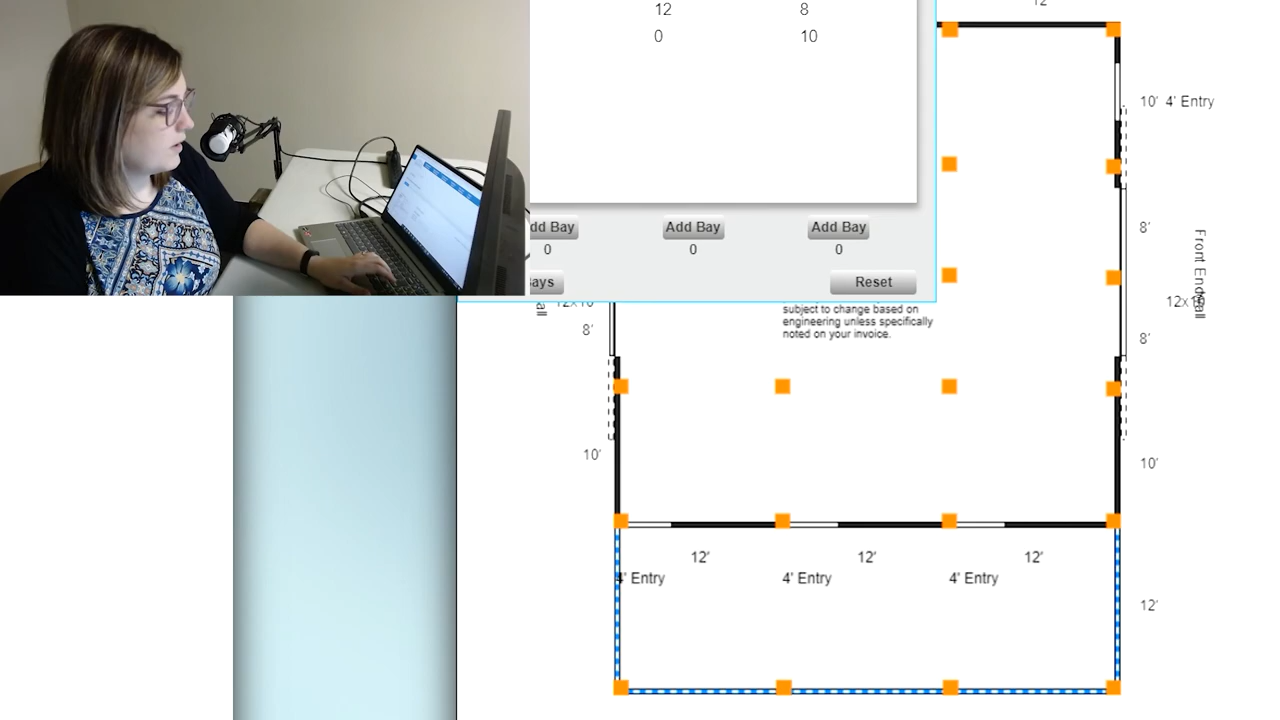 12'
12 8
0 10
10' 4' Entry
8'
Front Endwall
Add Bay Add Bay
0 0 0
Reset
12x10
subject to change based on
engineering unless specifically
noted on your invoice.
8' 8'
10' 10'
12' 12' 12'
4' Entry 4' Entry 4' Entry
12'